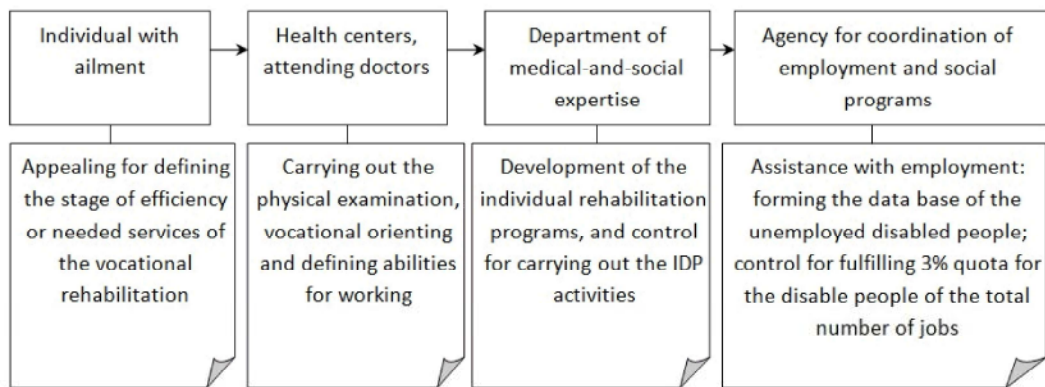 Individual with
ailment
Health centers,
attending doctors
Department of
medical-and-social
expertise
Agency for coordination of
employment and social
programs
Appealing for defining
the stage of efficiency
or needed services of
the vocational
rehabilitation
Carrying out the
physical examination,
vocational orienting
and defining abilities
for working
Development of the
individual rehabilitation
programs, and control
for carrying out the IDP
activities
Assistance with employment:
forming the data base of the
unemployed disabled people;
control for fulfilling 3% quota for
the disable people of the total
number of jobs